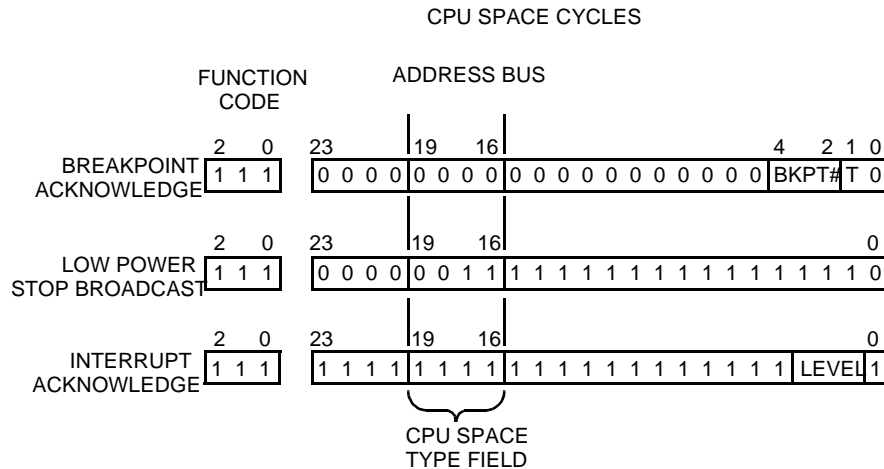 CPU SPACE CYCLES
FUNCTION
CODE
ADDRESS BUS
2 0 23 19 16 4 2 1 0
BREAKPOINT
ACKNOWLEDGE
1 1 1 0 0 0 0 0 0 0 0 0 0 0 0 0 0 0 0 0 0 0 BKPT# T 0
2 0 23 19 16 0
LOW POWER
STOP BROADCAST
1 1 1 0 0 0 0 0 0 1 1 1 1 1 1 1 1 1 1 1 1 1 1 1 1 1 0
2 0 23 19 16 0
INTERRUPT
ACKNOWLEDGE
1 1 1 1 1 1 1 1 1 1 1 1 1 1 1 1 1 1 1 1 1 1 1 LEVEL 1
CPU SPACE
TYPE FIELD